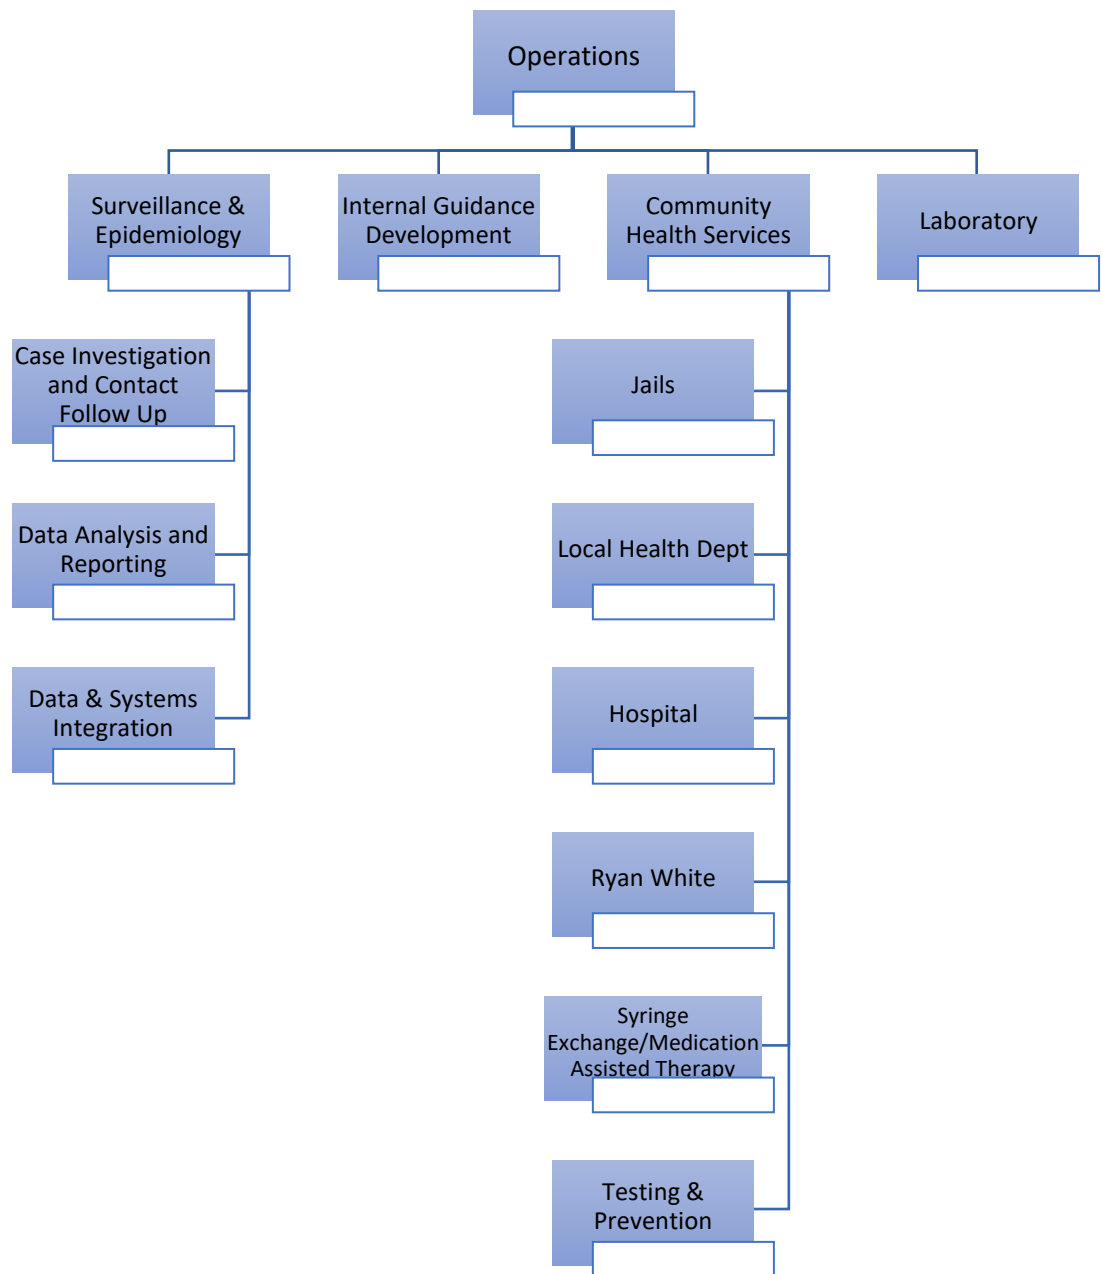 Operations
Surveillance &
Epidemiology
Internal Guidance
Development
Community
Health Services
Laboratory
Case Investigation
and Contact
Follow Up
Data Analysis and
Reporting
Data & Systems
Integration
Jails
Local Health Dept
Hospital
Ryan White
Syringe
Exchange/Medication
Assisted Therapy
Testing &
Prevention